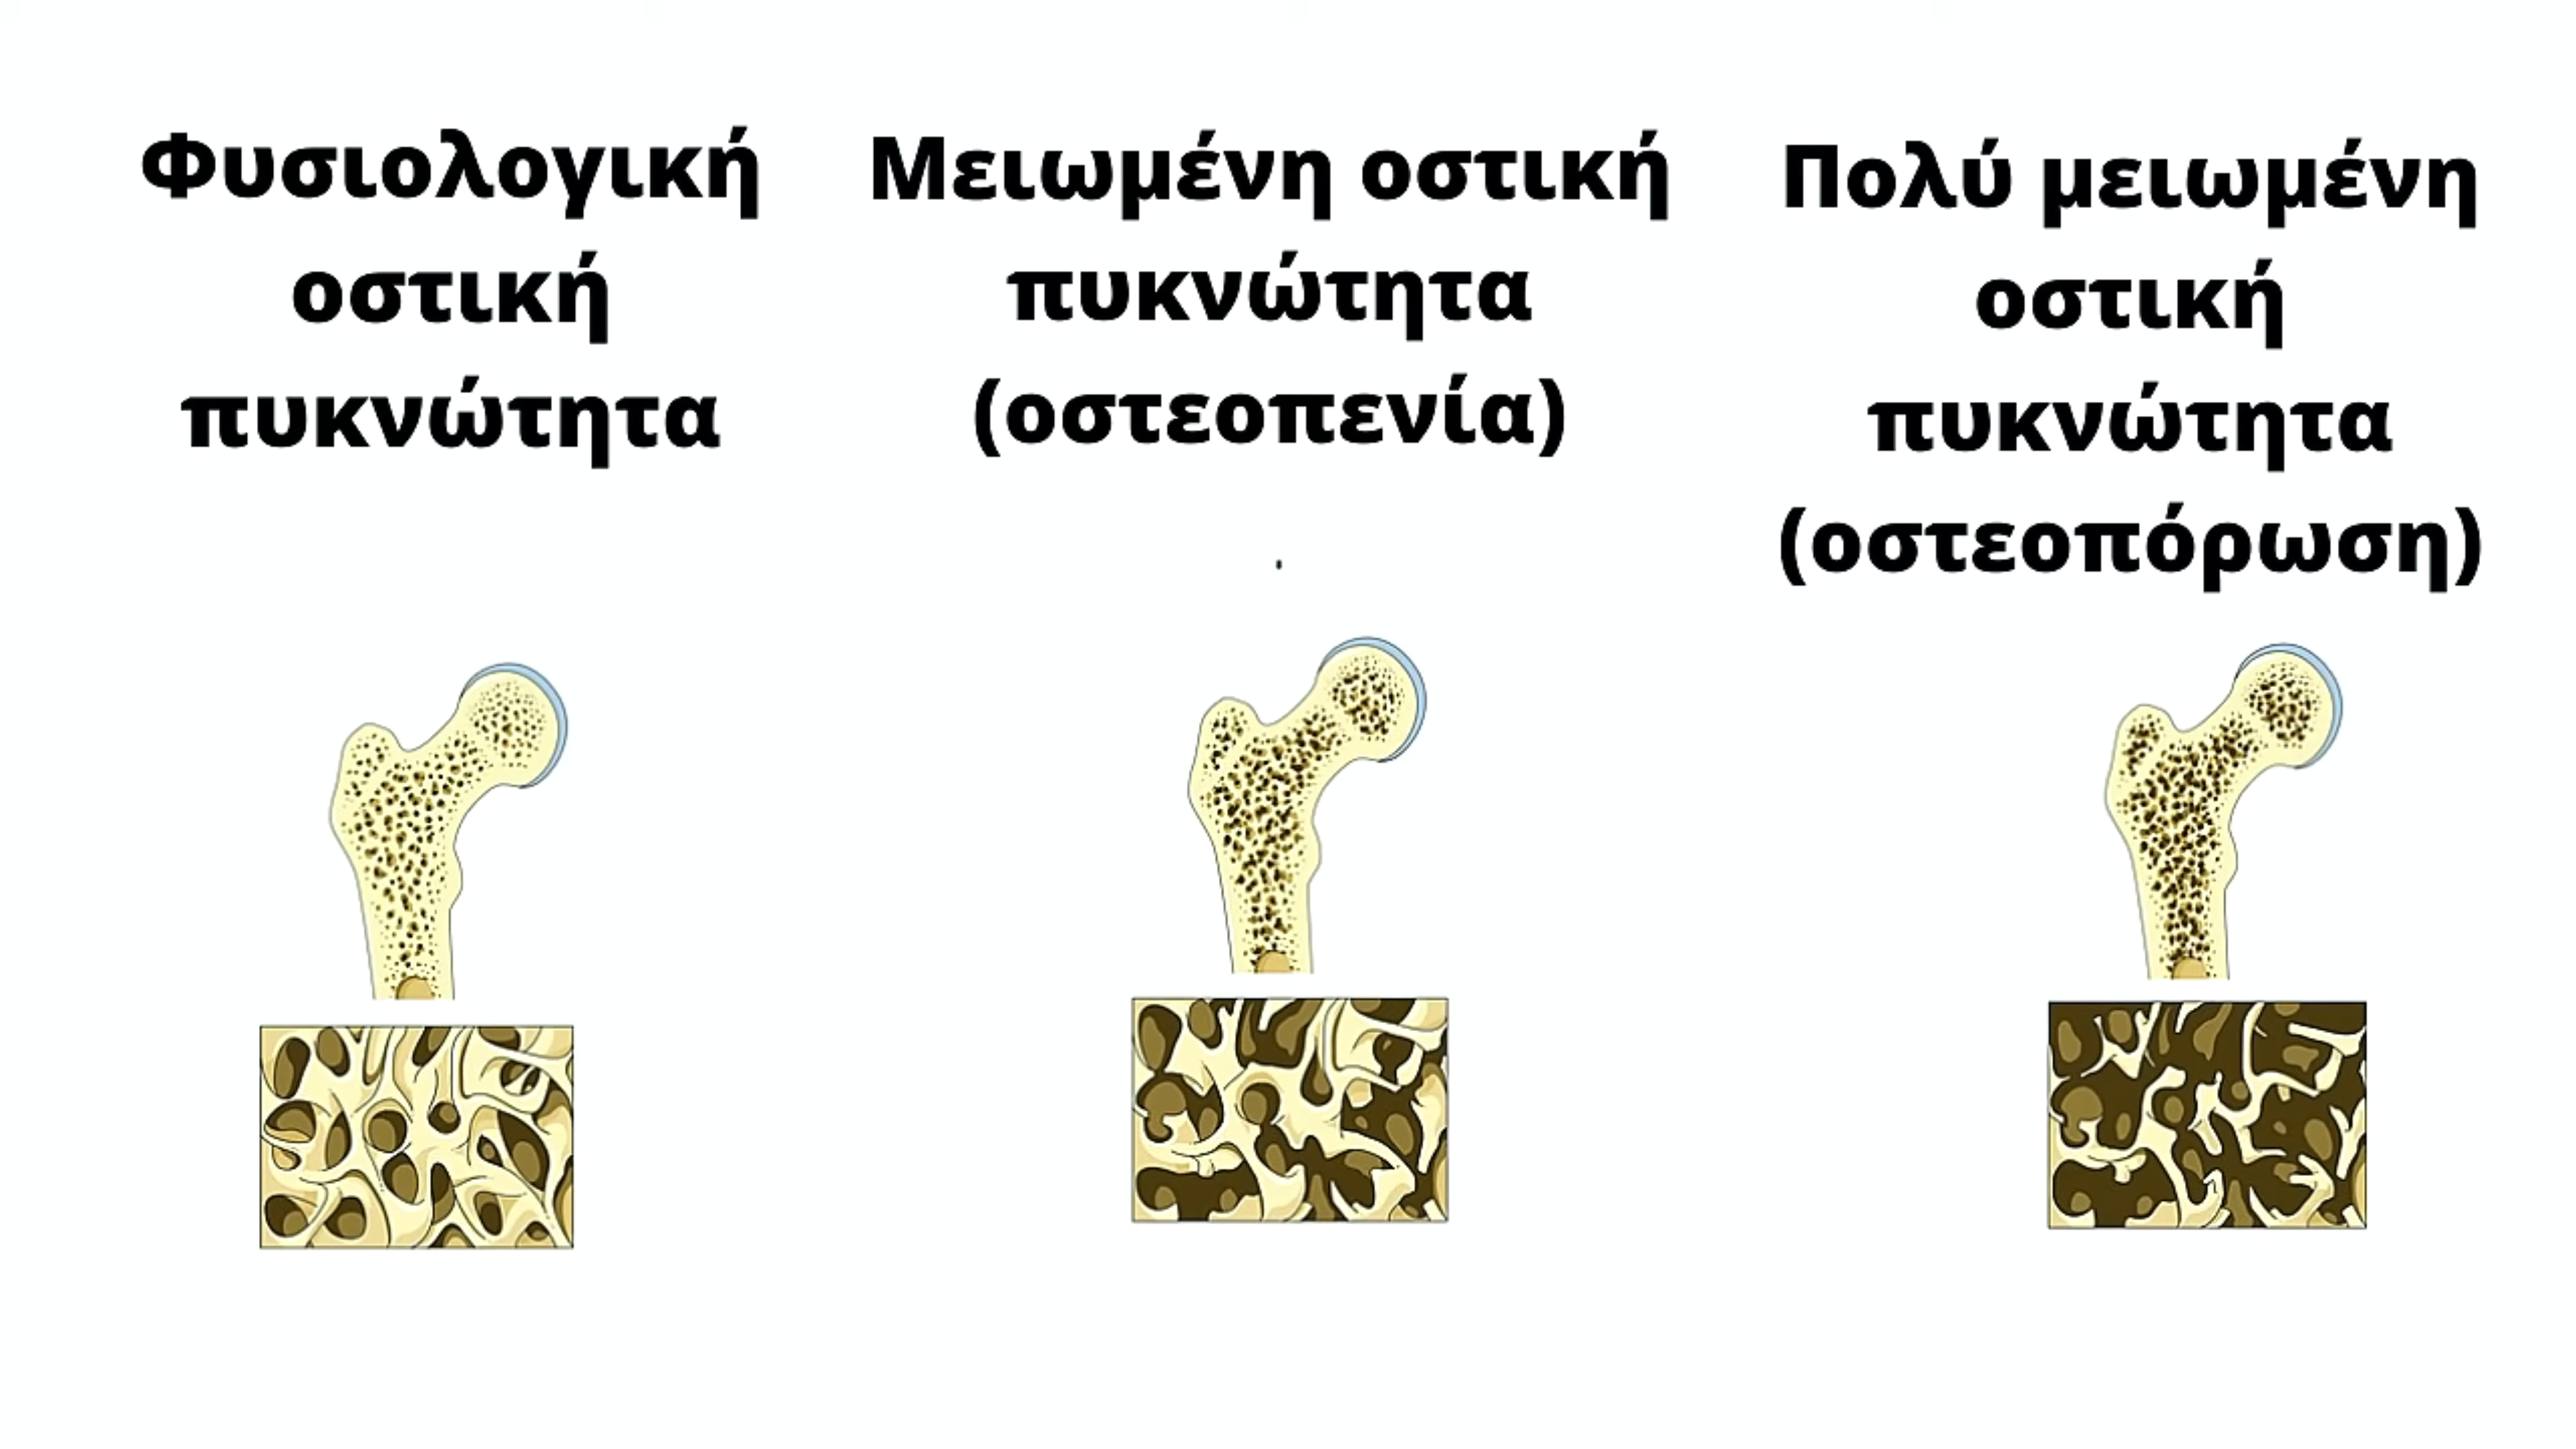 Φυσιολογική
οστική
πυκνώτητα
Μειωμένη οστική
πυκνώτητα
(οστεοπενία)
Πολύ μειωμένη
οστική
πυκνώτητα
(οστεοπόρωση)